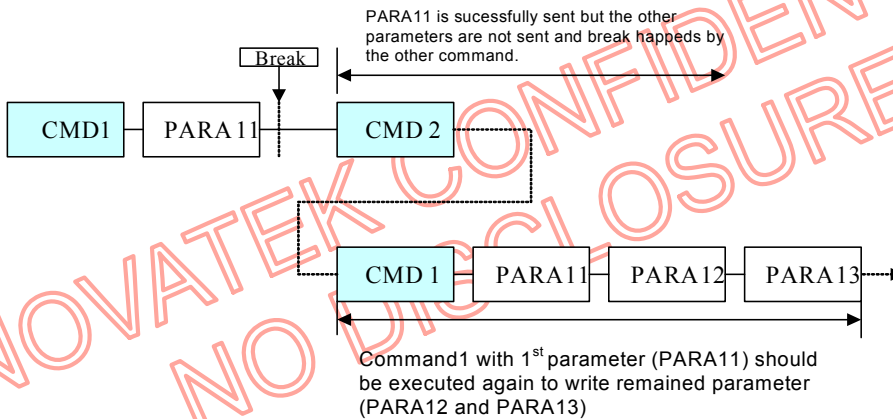 PARA11 is sucessfully sent but the other
parameters are not sent and break happeds by
the other command.
Break
CMD1
PARA11
CMD 2
CMD 1
PARA11
PARA12
PARA13
Command1 with 1st parameter (PARA11) should
be executed again to write remained parameter
(PARA12 and PARA13)
NOVATEK CONFIDEN
NO DISCLOSURE